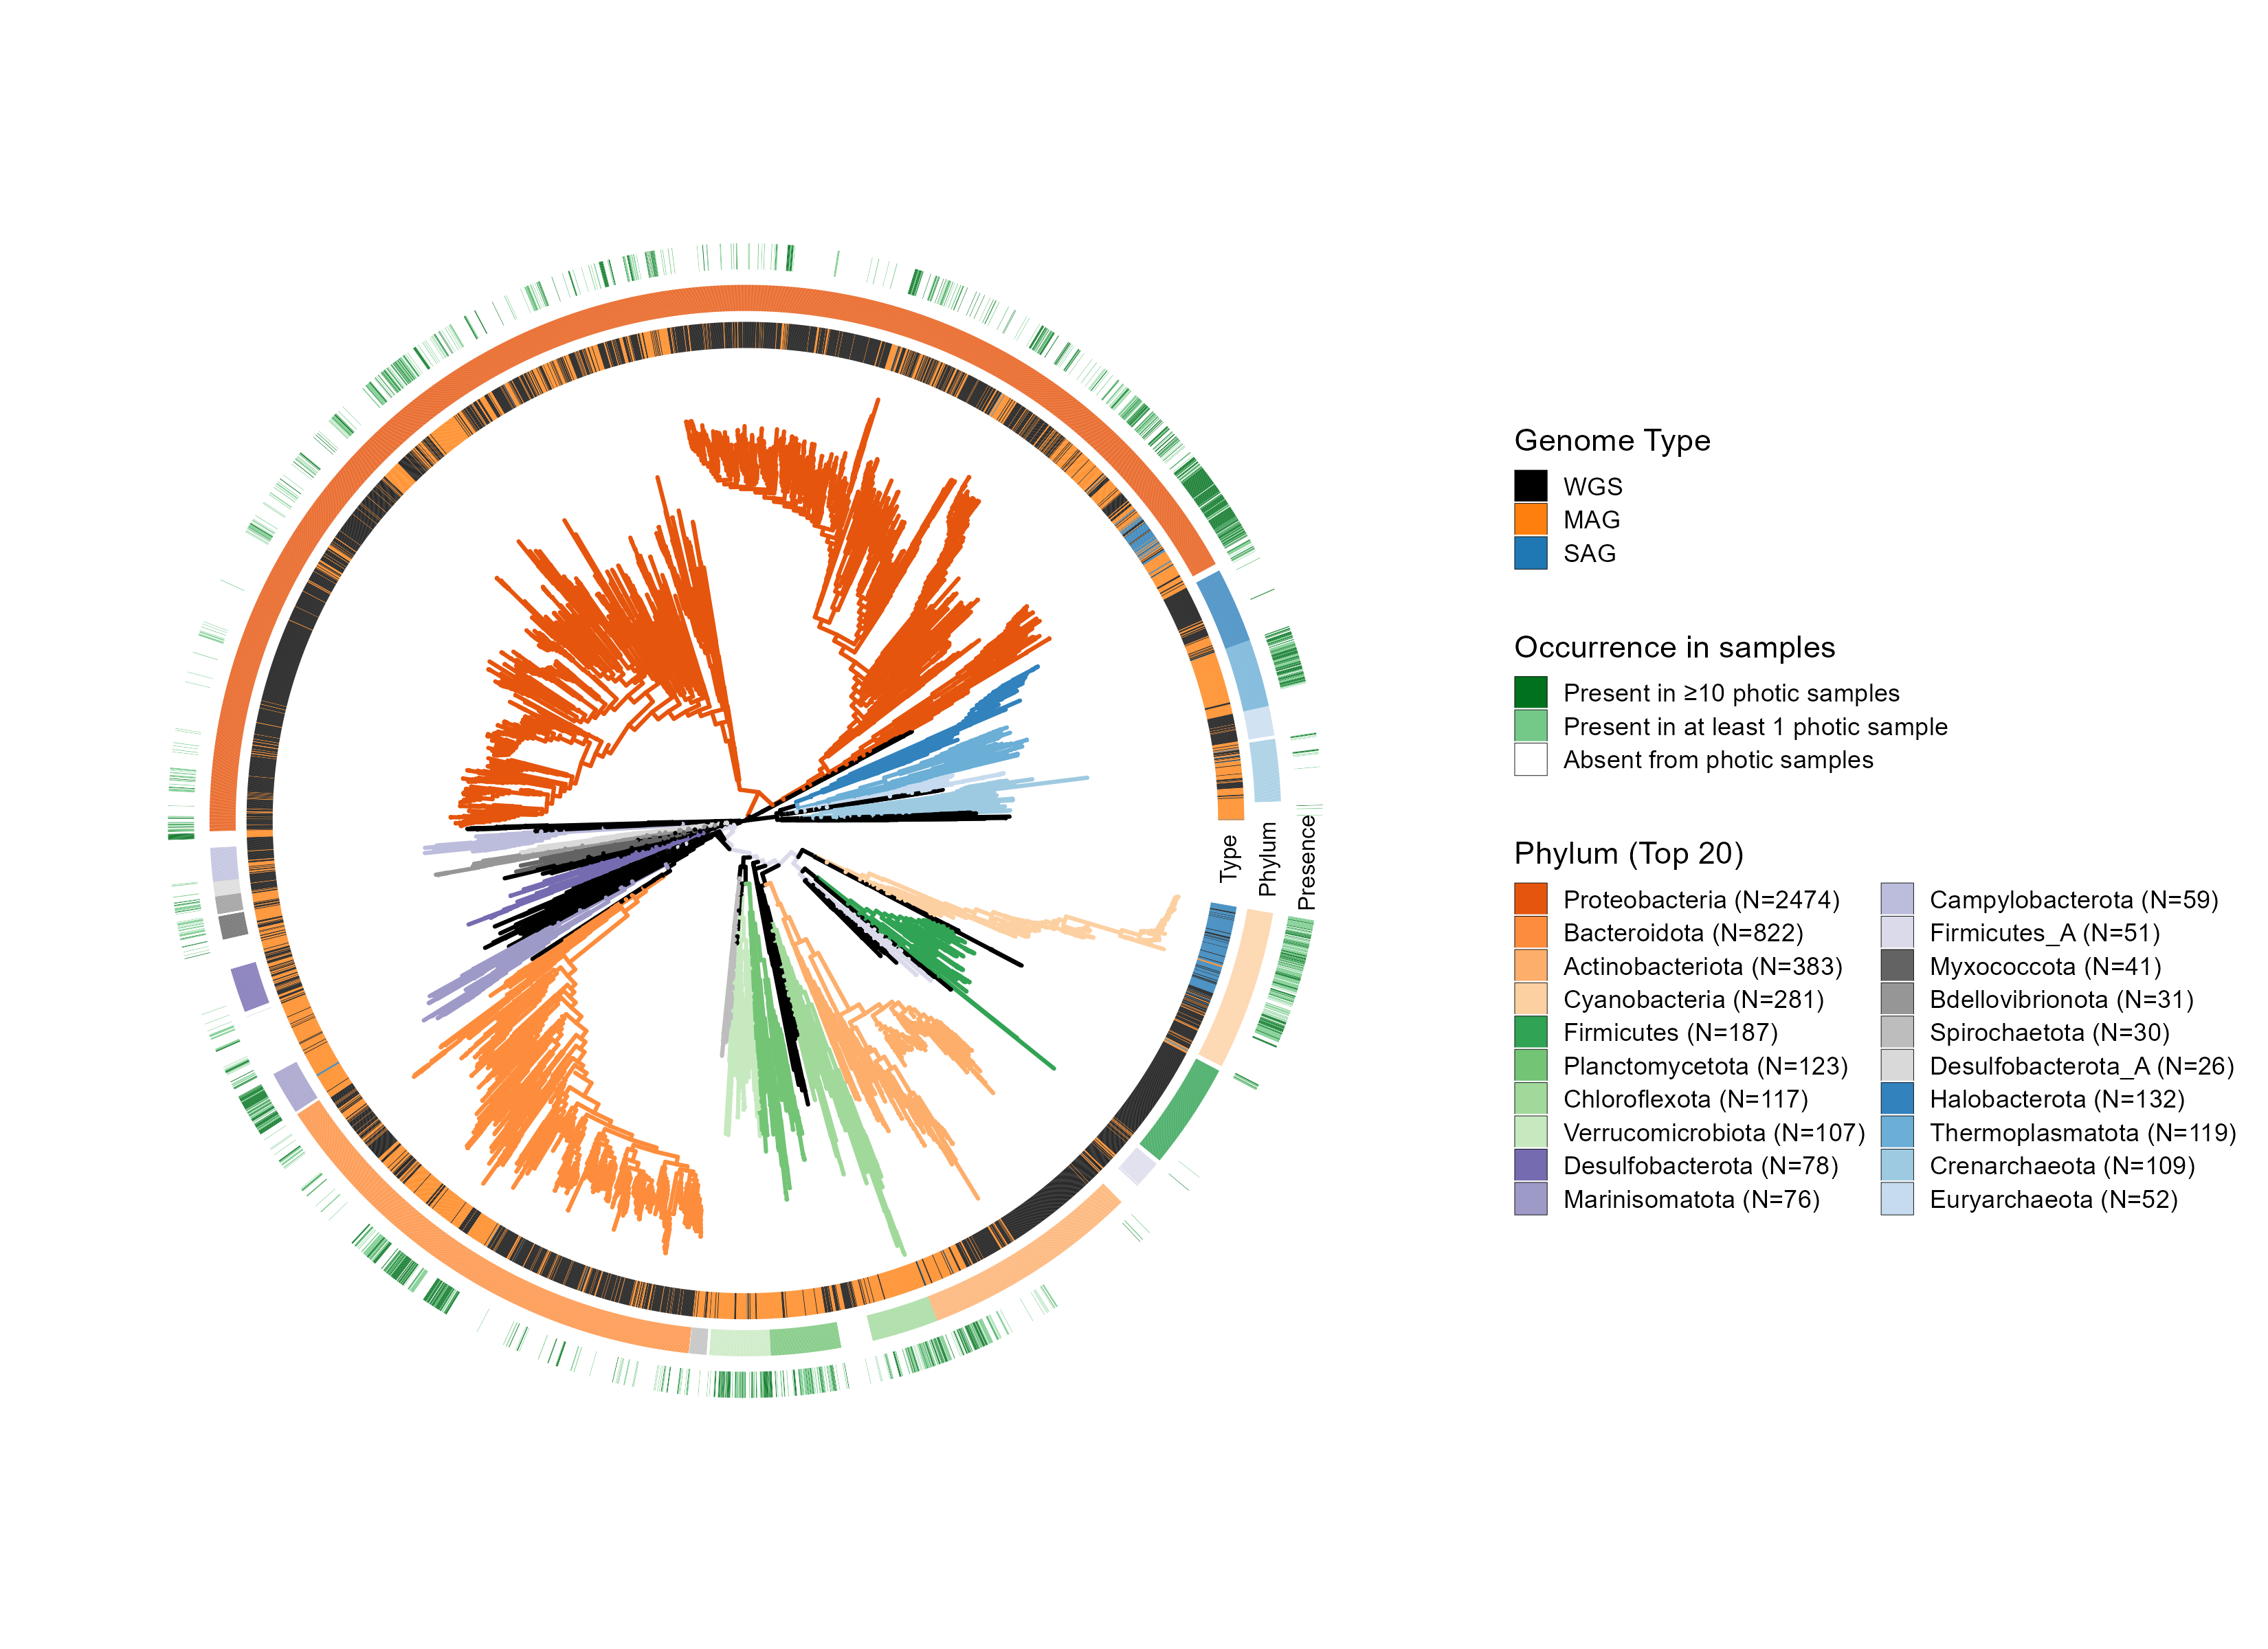 Genome Type
WGS
MAG
SAG
Occurrence in samples
Present in ≥10 photic samples
Present in at least 1 photic sample
Absent from photic samples
Type
Phylum
Presence
Phylum (Top 20)
Proteobacteria (N=2474)
Bacteroidota (N=822)
Actinobacteriota (N=383)
Cyanobacteria (N=281)
Firmicutes (N=187)
Planctomycetota (N=123)
Chloroflexota (N=117)
Verrucomicrobiota (N=107)
Desulfobacterota (N=78)
Marinisomatota (N=76)
Campylobacterota (N=59)
Firmicutes_A (N=51)
Myxococcota (N=41)
Bdellovibrionota (N=31)
Spirochaetota (N=30)
Desulfobacterota_A (N=26)
Halobacterota (N=132)
Thermoplasmatota (N=119)
Crenarchaeota (N=109)
Euryarchaeota (N=52)